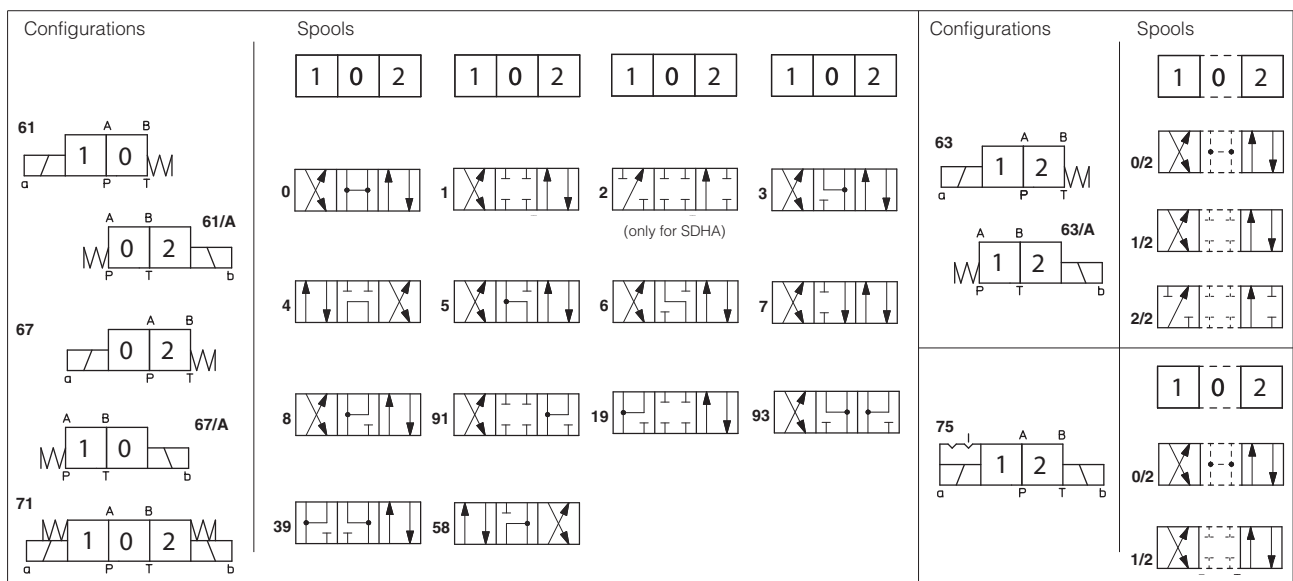 Configurations
Spools
1 0 2
1 0 2
1 0 2
1 0 2
61
A B
1 0
a P T
61/A
A B
0 2
P T b
67
A B
0 2
a P T
67/A
A B
1 0
P T b
71
A B
1 0 2
a P T b
0
1
2
3
(only for SDHA)
4
5
6
7
8
91
19
93
39
58
Configurations
Spools
1 0 2
63
A B
1 2
a P T
63/A
A B
1 2
P T b
0/2
1/2
2/2
1 0 2
75
A B
1 2
a P T b
0/2
1/2